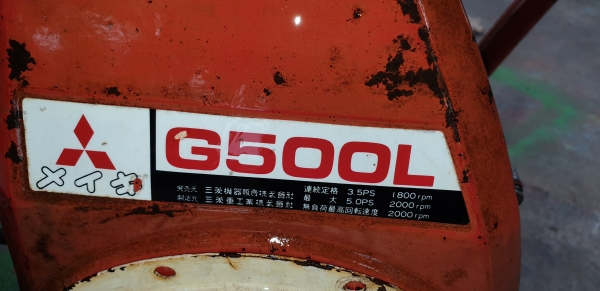 G500L
メイキ
発売元 三菱機器販売株式会社 連続定格 3.5PS 1800rpm
製造元 三菱重工業株式会社 最大 5.0PS 2000rpm
無負荷最高回転速度 2000rpm